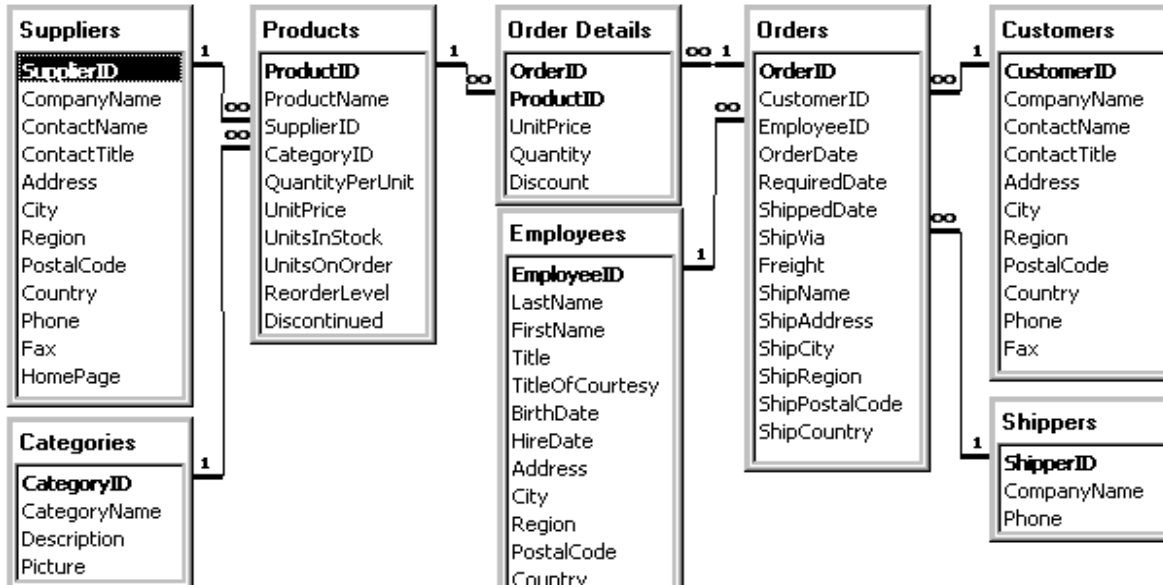 Suppliers
SupplierID
CompanyName
ContactName
ContactTitle
Address
City
Region
PostalCode
Country
Phone
Fax
HomePage
Categories
CategoryID
CategoryName
Description
Picture
1
∞
∞
1
Products
ProductID
ProductName
SupplierID
CategoryID
QuantityPerUnit
UnitPrice
UnitsInStock
UnitsOnOrder
ReorderLevel
Discontinued
1
∞
Order Details
OrderID
ProductID
UnitPrice
Quantity
Discount
Employees
EmployeeID
LastName
FirstName
Title
TitleOfCourtesy
BirthDate
HireDate
Address
City
Region
PostalCode
Country
∞ 1
∞
1
Orders
OrderID
CustomerID
EmployeeID
OrderDate
RequiredDate
ShippedDate
ShipVia
Freight
ShipName
ShipAddress
ShipCity
ShipRegion
ShipPostalCode
ShipCountry
1
∞
∞
1
Customers
CustomerID
CompanyName
ContactName
ContactTitle
Address
City
Region
PostalCode
Country
Phone
Fax
Shippers
ShipperID
CompanyName
Phone